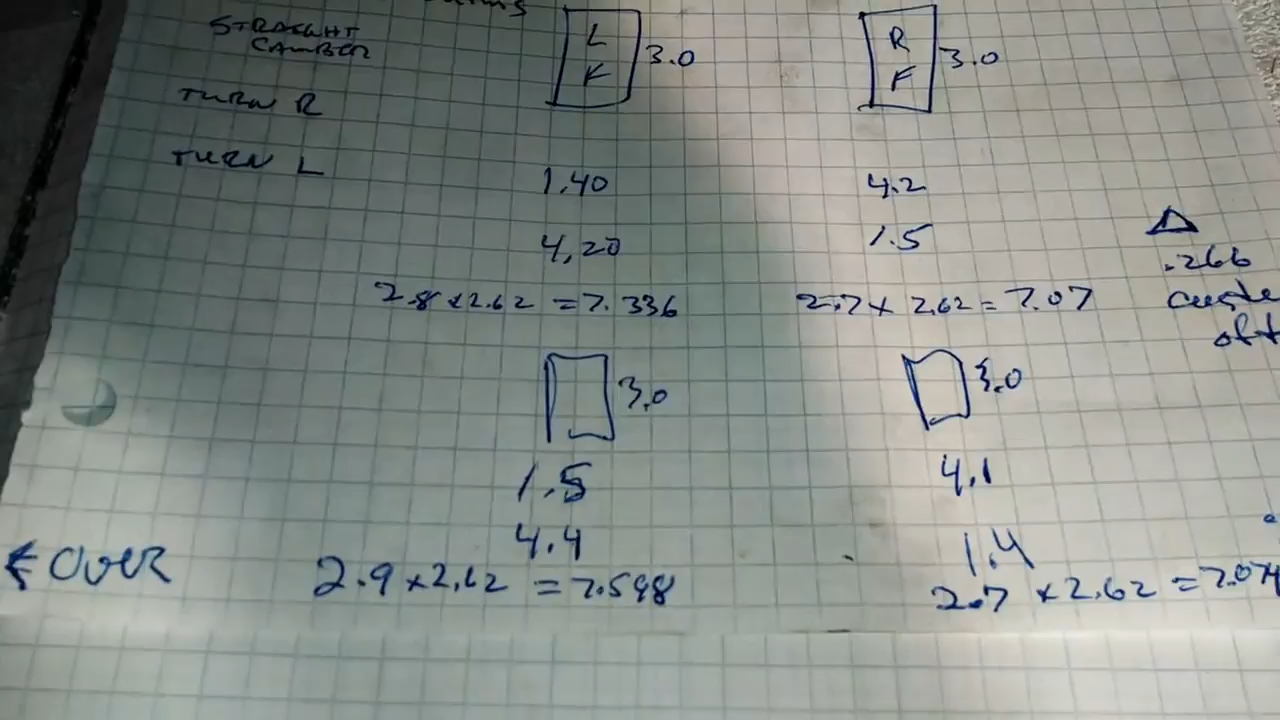 STRAIGHT
CAMBER
L
F
3.0
R
F
3.0
TURN R
TURN L
1.40
4.2
4,20
1.5
Δ
.266
2.8 x 2.62 = 7.336
2.7 x 2.62 = 7.07
3.0
3.0
1.5
4.1
4.4
1.4
← OVER
2.9 x 2.62 = 7.598
2.7 x 2.62 = 7.074